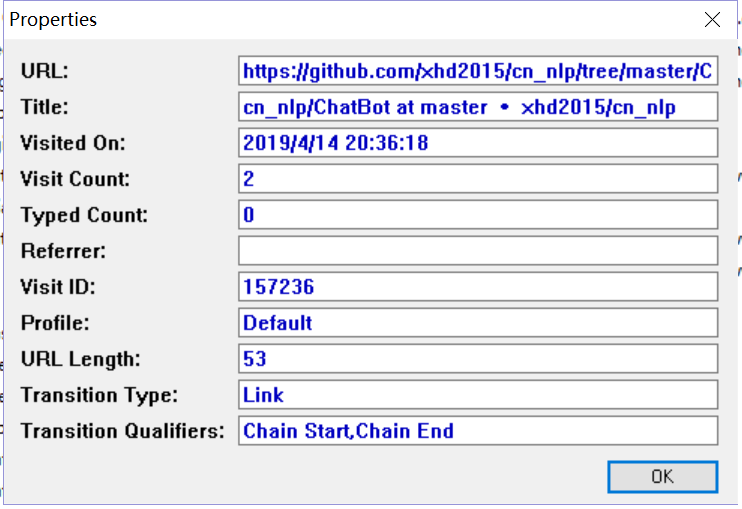 Properties
URL: https://github.com/xhd2015/cn_nlp/tree/master/C
Title: cn_nlp/ChatBot at master • xhd2015/cn_nlp
Visited On: 2019/4/14 20:36:18
Visit Count: 2
Typed Count: 0
Referrer:
Visit ID: 157236
Profile: Default
URL Length: 53
Transition Type: Link
Transition Qualifiers: Chain Start,Chain End
OK